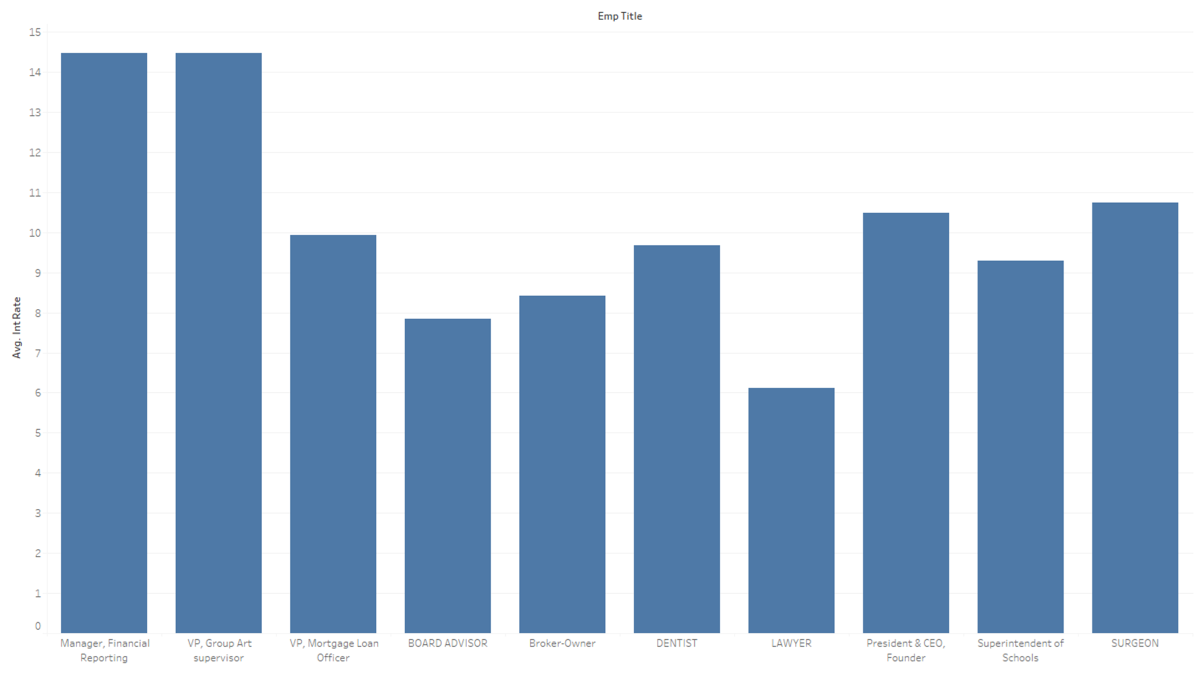 Emp Title
15
14
13
12
11
10
9
8
7
6
5
4
3
2
1
0
Avg. Int Rate
Manager, Financial
Reporting
VP, Group Art
supervisor
VP, Mortgage Loan
Officer
BOARD ADVISOR
Broker-Owner
DENTIST
LAWYER
President & CEO,
Founder
Superintendent of
Schools
SURGEON